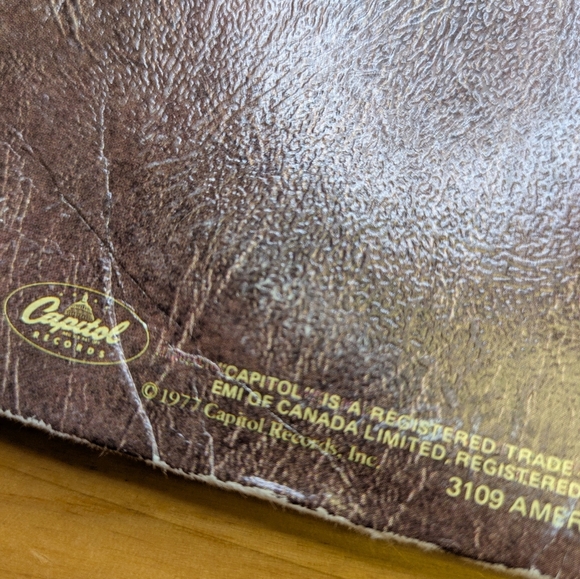 Capitol
RECORDS
"CAPITOL" IS A REGISTERED TRADE
EMI OF CANADA LIMITED, REGISTERED
©1977 Capitol Records, Inc.
3109 AMER